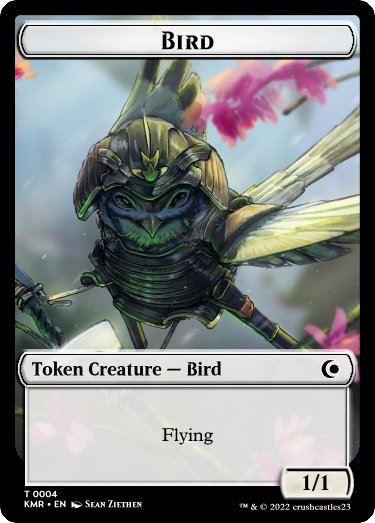 Bird
Token Creature — Bird
Flying
1/1
T 0004
KMR • EN Sean Ziethen
™ & © 2022 crushcastles23